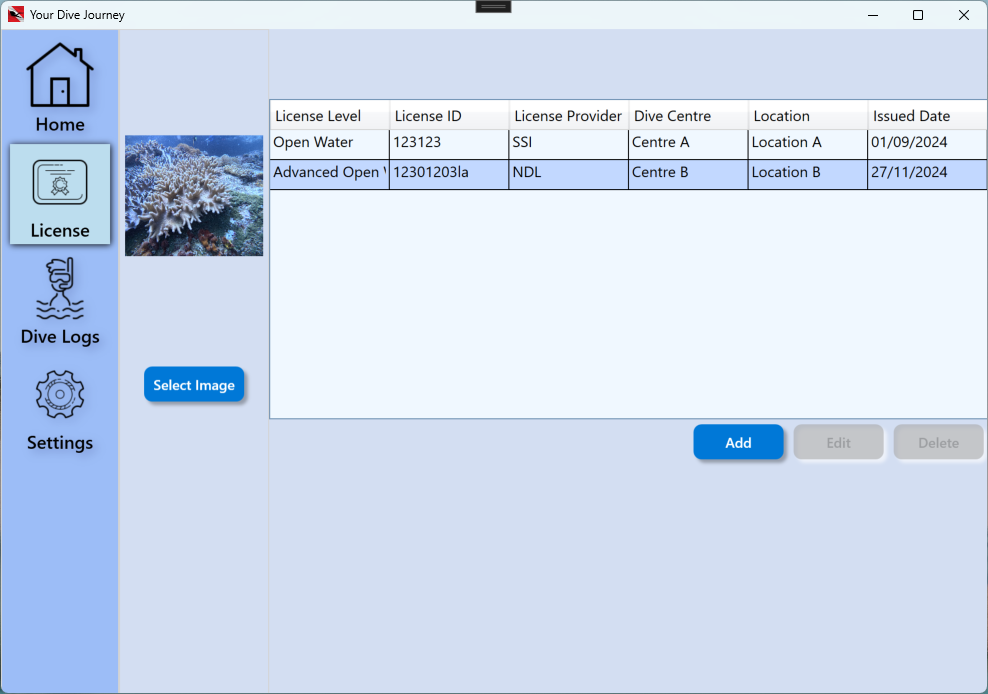 Your Dive Journey
Home
License
Dive Logs
Settings
Select Image
License Level License ID License Provider Dive Centre Location Issued Date
Open Water 123123 SSI Centre A Location A 01/09/2024
Advanced Open 12301203la NDL Centre B Location B 27/11/2024
Add Edit Delete